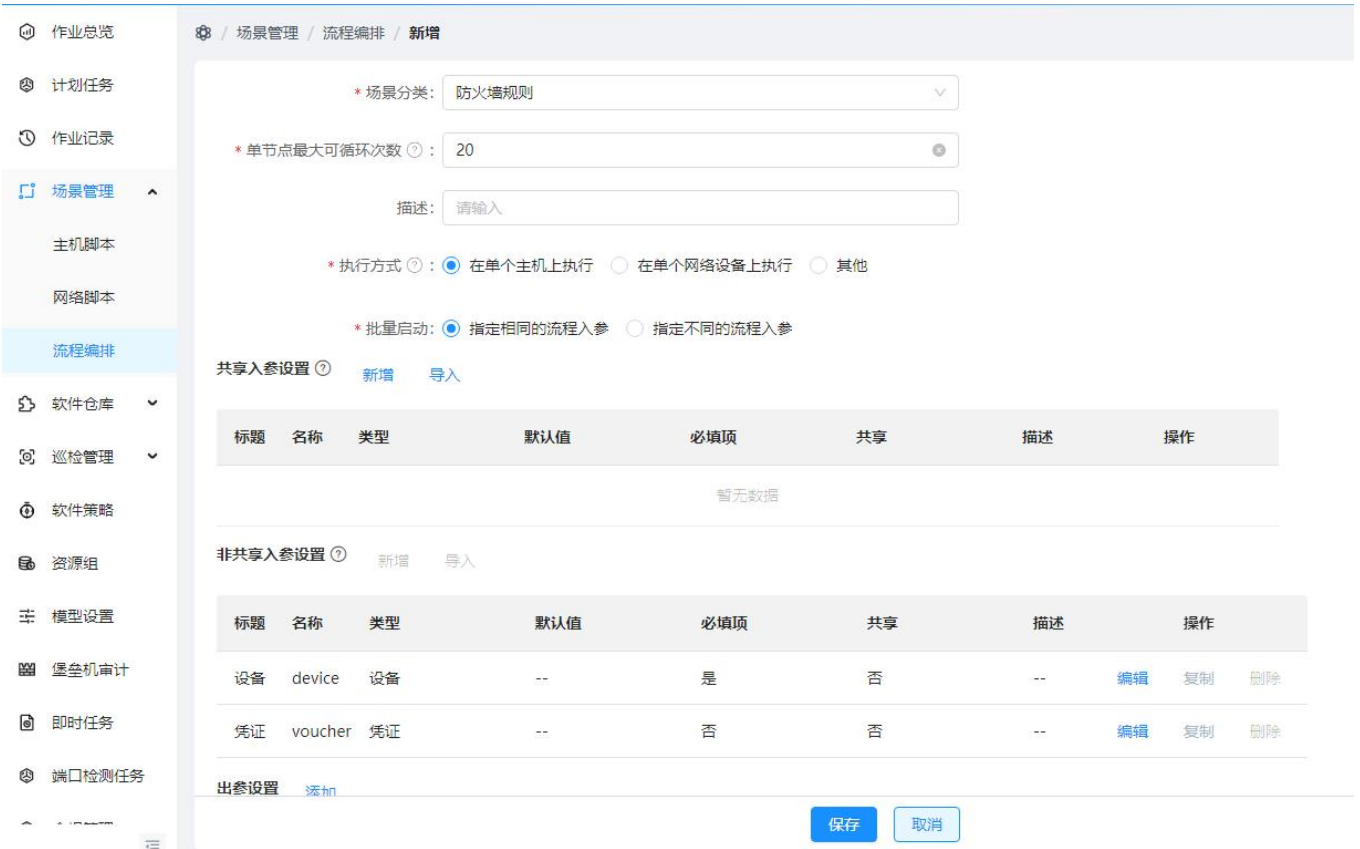 作业总览
计划任务
作业记录
场景管理
主机脚本
网络脚本
流程编排
软件仓库
巡检管理
软件策略
资源组
模型设置
堡垒机审计
即时任务
端口检测任务
/ 场景管理 / 流程编排 / 新增
* 场景分类: 防火墙规则
* 单节点最大可循环次数 ? : 20
描述: 请输入
* 执行方式 ? : 在单个主机上执行 在单个网络设备上执行 其他
* 批量启动: 指定相同的流程入参 指定不同的流程入参
共享入参设置 ? 新增 导入
标题 名称 类型 默认值 必填项 共享 描述 操作
暂无数据
非共享入参设置 ? 新增 导入
标题 名称 类型 默认值 必填项 共享 描述 操作
设备 device 设备 -- 是 否 -- 编辑 复制 删除
凭证 voucher 凭证 -- 否 否 -- 编辑 复制 删除
出参设置 添加
保存 取消